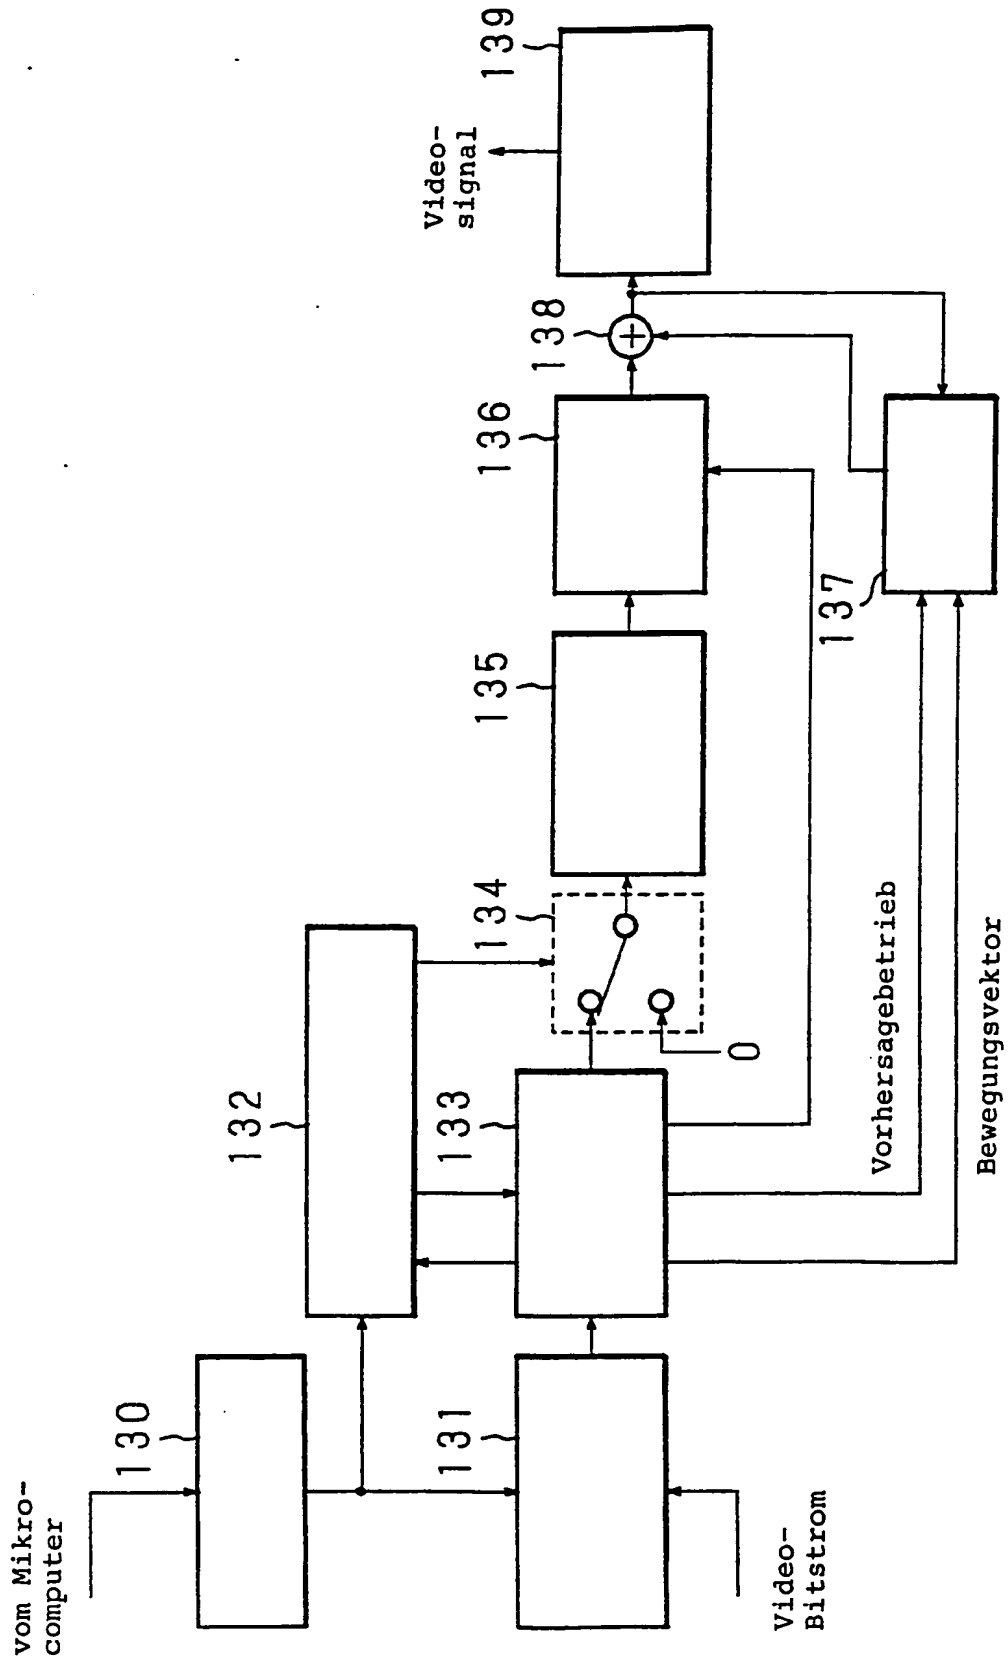 vom Mikro-
computer
130
131
Video-
Bitstrom
132
133
134
0
135
136
137
138
139
Video-
signal
Vorhersagebetrieb
Bewegungsvektor